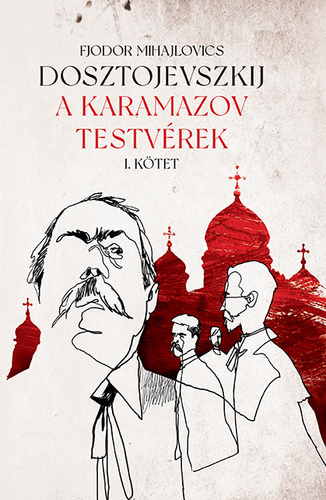 FJODOR MIHAJLOVICS
DOSZTOJEVSZKIJ
A KARAMAZOV
TESTVÉREK
I. KÖTET